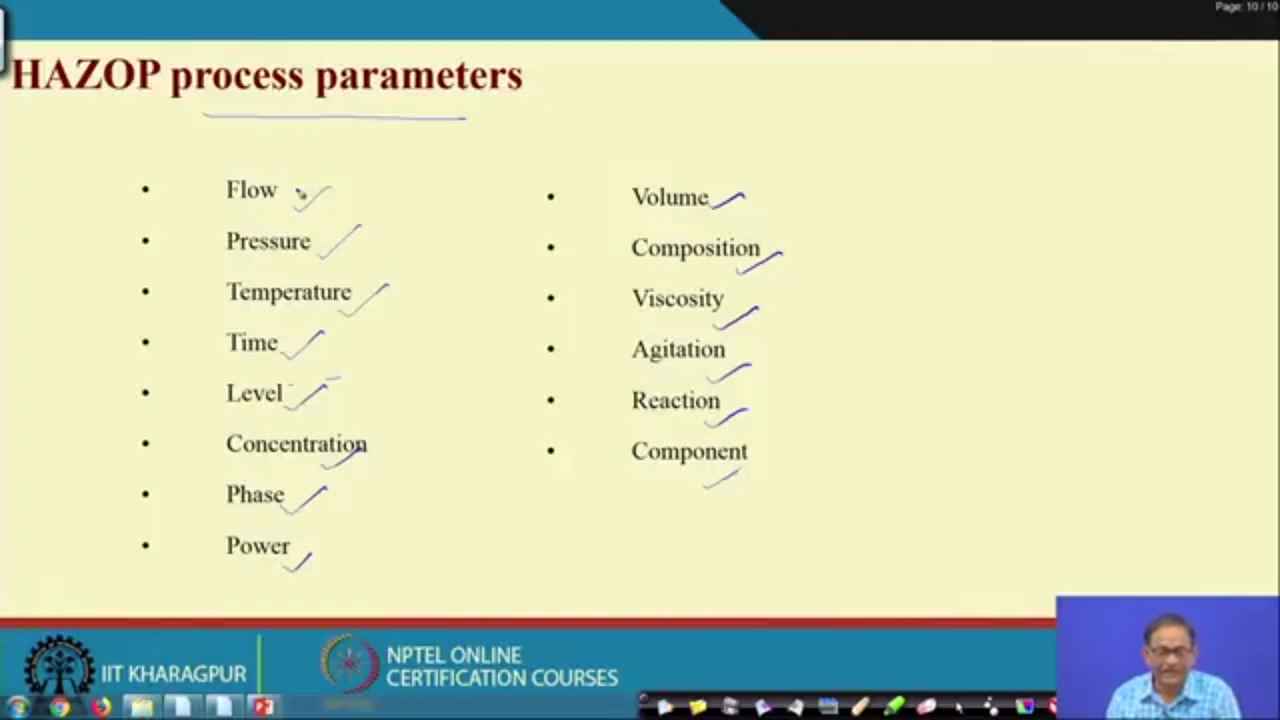 Page: 10 / 10
HAZOP process parameters
• Flow
• Pressure
• Temperature
• Time
• Level
• Concentration
• Phase
• Power
• Volume
• Composition
• Viscosity
• Agitation
• Reaction
• Component
IIT KHARAGPUR
NPTEL ONLINE
CERTIFICATION COURSES